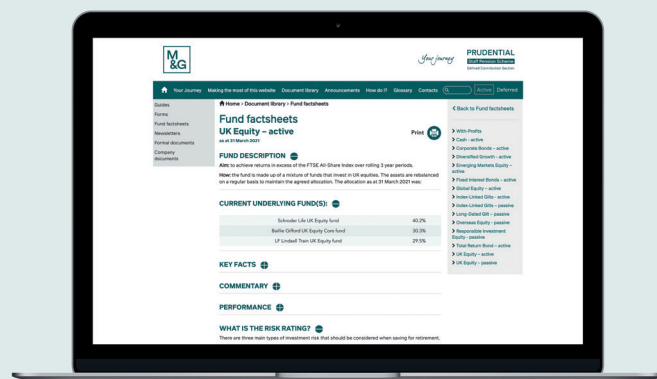 M
&G
Your journey
PRUDENTIAL
Staff Pension Scheme
Defined Contribution Section
Your Journey Making the most of this website Document library Announcements How do I? Glossary Contacts Active Deferred
Guides
Forms
Fund factsheets
Newsletters
Formal documents
Company
documents
Home > Document library > Fund factsheets
Fund factsheets
UK Equity – active
as at 31 March 2021
Print
FUND DESCRIPTION
Aim: to achieve returns in excess of the FTSE All-Share Index over rolling 3 year periods.
How: the fund is made up of a mixture of funds that invest in UK equities. The assets are rebalanced
on a regular basis to maintain the agreed allocation. The allocation as at 31 March 2021 was:
CURRENT UNDERLYING FUND(S):
Schroder Life UK Equity fund 40.2%
Baillie Gifford UK Equity Core fund 30.3%
LF Lindsell Train UK Equity fund 29.5%
KEY FACTS
COMMENTARY
PERFORMANCE
WHAT IS THE RISK RATING?
There are three main types of investment risk that should be considered when saving for retirement.
Back to Fund factsheets
With-Profits
Cash - active
Corporate Bonds – active
Diversified Growth - active
Emerging Markets Equity –
active
Fixed Interest Bonds – active
Global Equity – active
Index-Linked Gilts - active
Index-Linked Gilts – passive
Long-Dated Gilt – passive
Overseas Equity - passive
Responsible Investment
Equity - passive
Total Return Bond – active
UK Equity – active
UK Equity – passive